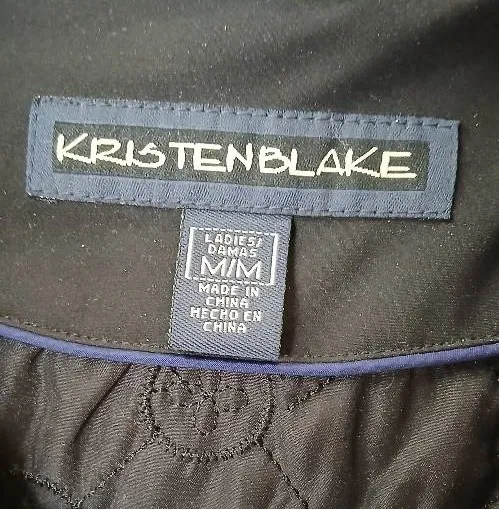 KRISTENBLAKE
LADIES/
DAMAS
M/M
MADE IN
CHINA
HECHO EN
CHINA